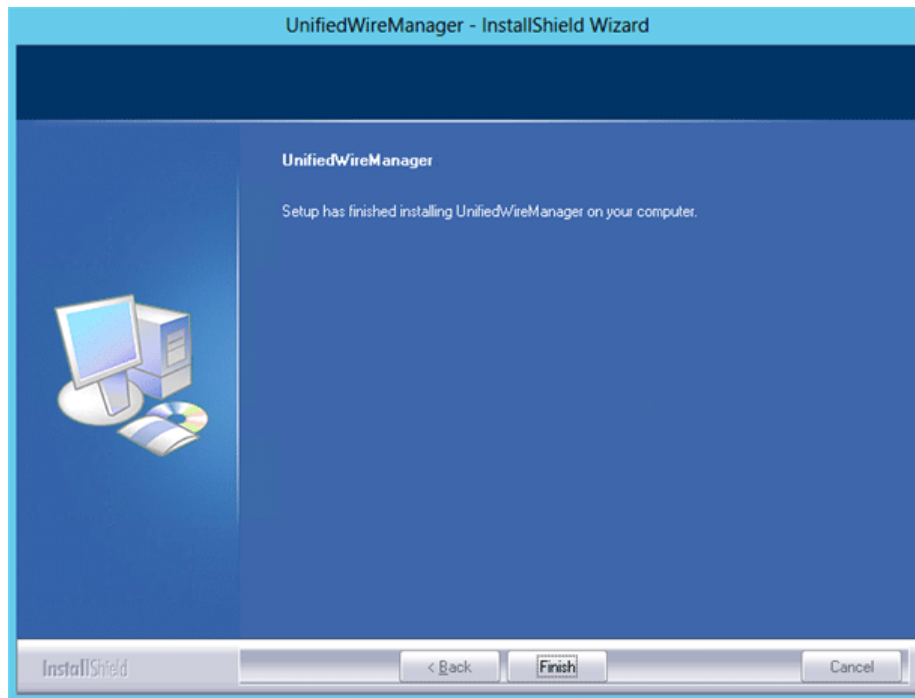 UnifiedWireManager - InstallShield Wizard
UnifiedWireManager
Setup has finished installing UnifiedWireManager on your computer.
InstallShield
< Back
Finish
Cancel